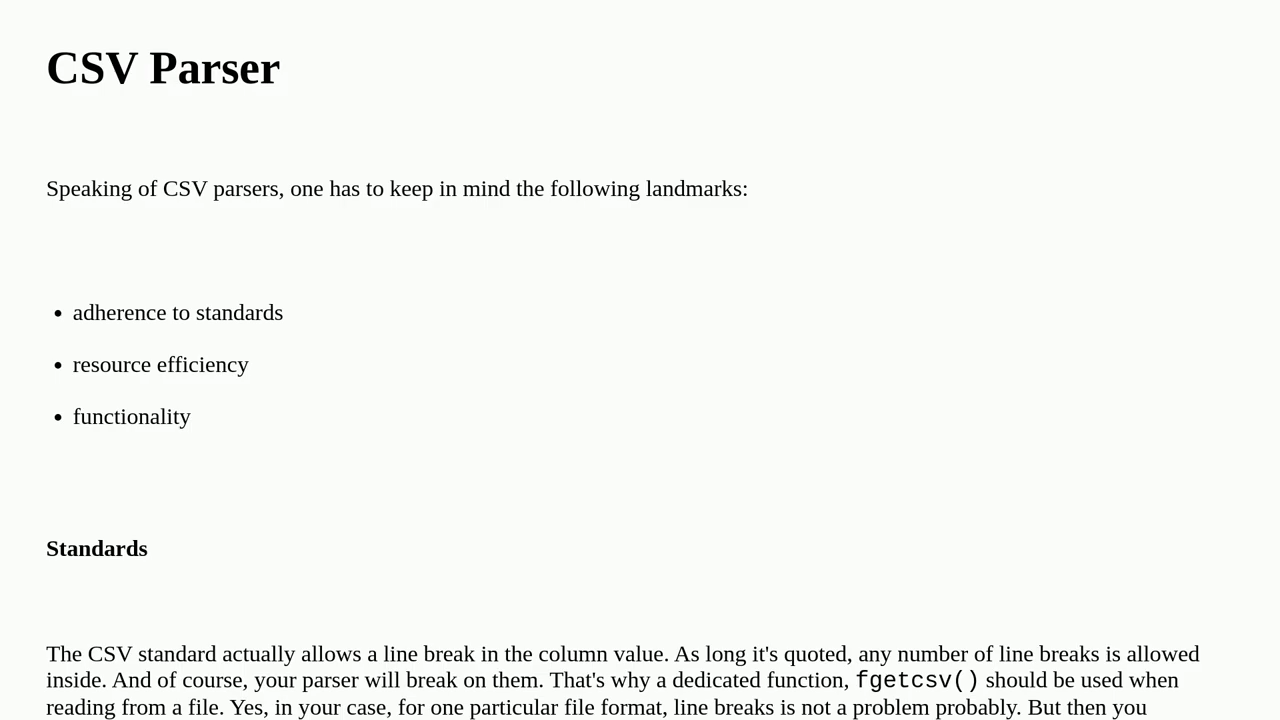 CSV Parser
Speaking of CSV parsers, one has to keep in mind the following landmarks:
• adherence to standards
• resource efficiency
• functionality
Standards
The CSV standard actually allows a line break in the column value. As long it's quoted, any number of line breaks is allowed
inside. And of course, your parser will break on them. That's why a dedicated function, fgetcsv() should be used when
reading from a file. Yes, in your case, for one particular file format, line breaks is not a problem probably. But then you